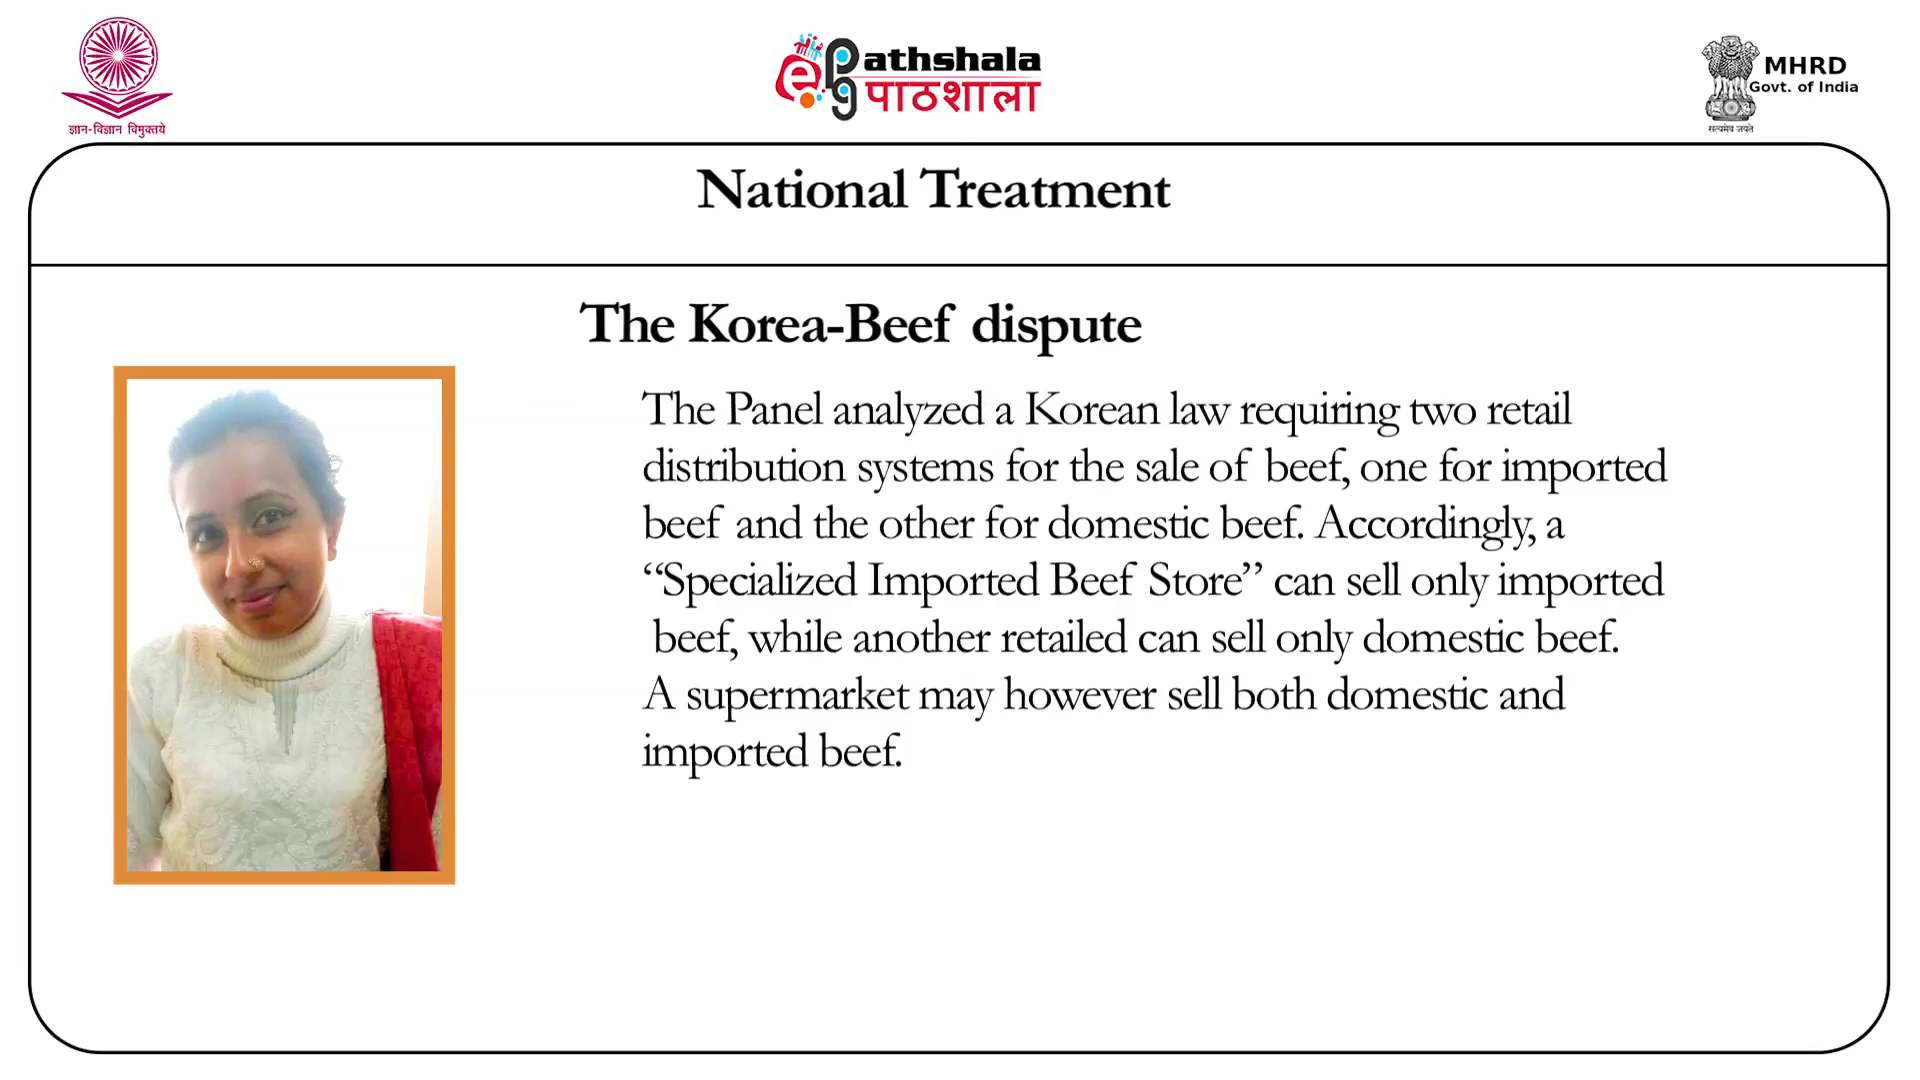 ज्ञान-विज्ञान विमुक्तये
e
PG
athshala
पाठशाला
MHRD
Govt. of India
सत्यमेव जयते
National Treatment
The Korea-Beef dispute
The Panel analyzed a Korean law requiring two retail
distribution systems for the sale of beef, one for imported
beef and the other for domestic beef. Accordingly, a
“Specialized Imported Beef Store” can sell only imported
beef, while another retailed can sell only domestic beef.
A supermarket may however sell both domestic and
imported beef.